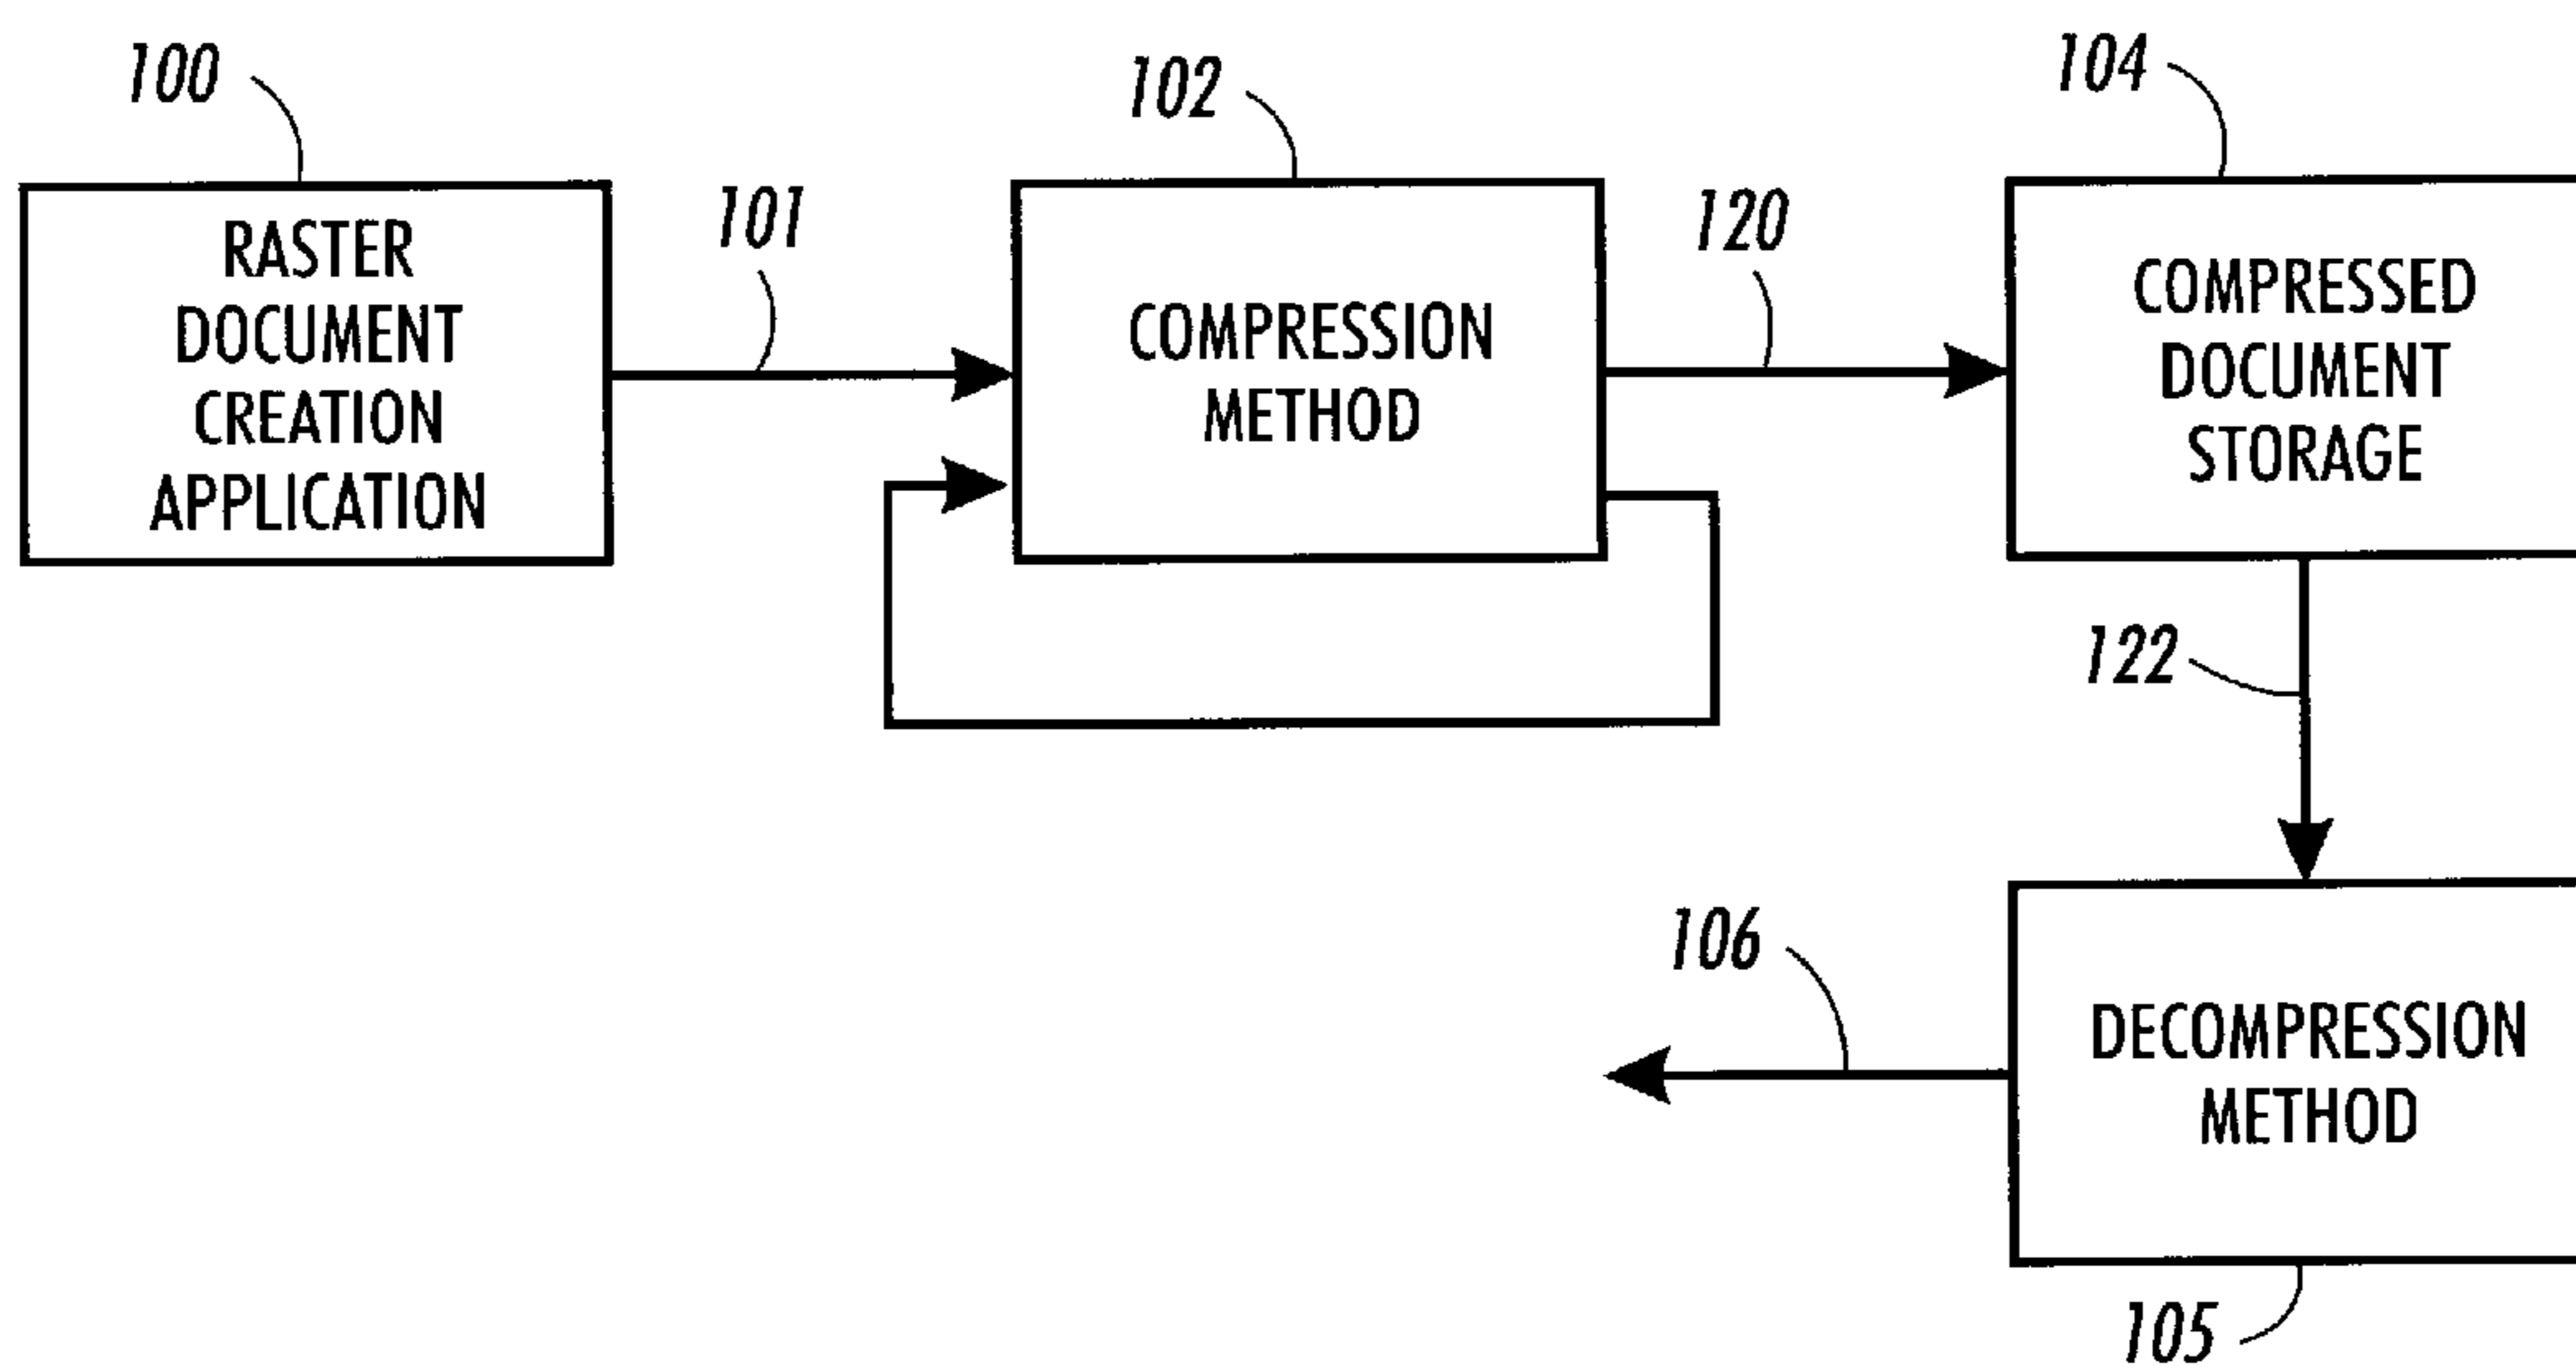 100
102
104
101
120
RASTER
DOCUMENT
CREATION
APPLICATION
COMPRESSION
METHOD
COMPRESSED
DOCUMENT
STORAGE
122
106
DECOMPRESSION
METHOD
105